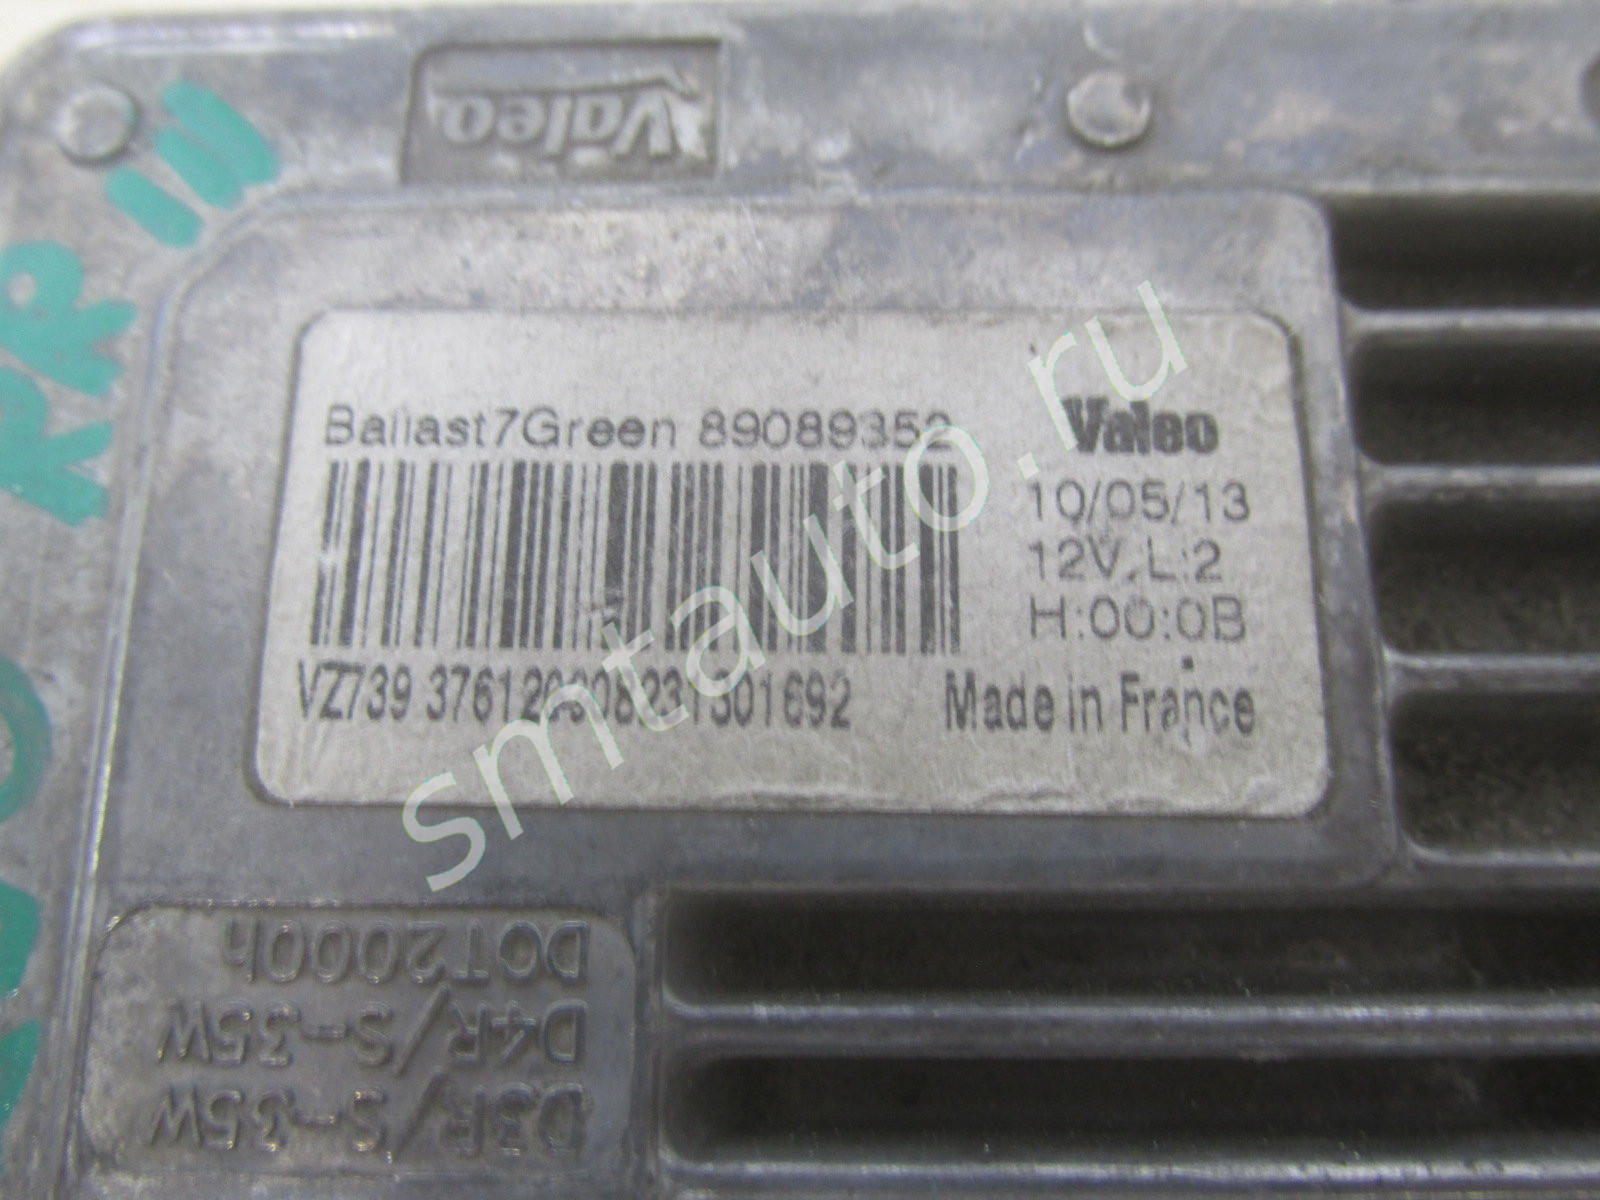 Valeo
Ballast7Green 89089352
Valeo
10/05/13
12V. L:2
H:00:0B
VZ739
Made in France
smtauto.ru
DOT2000h
D4R/S-35W
D3R/S-35W